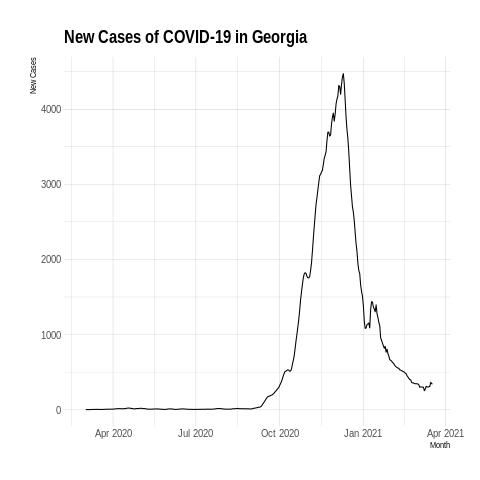 New Cases of COVID-19 in Georgia
New Cases
4000
3000
2000
1000
0
Apr 2020 Jul 2020 Oct 2020 Jan 2021 Apr 2021
Month